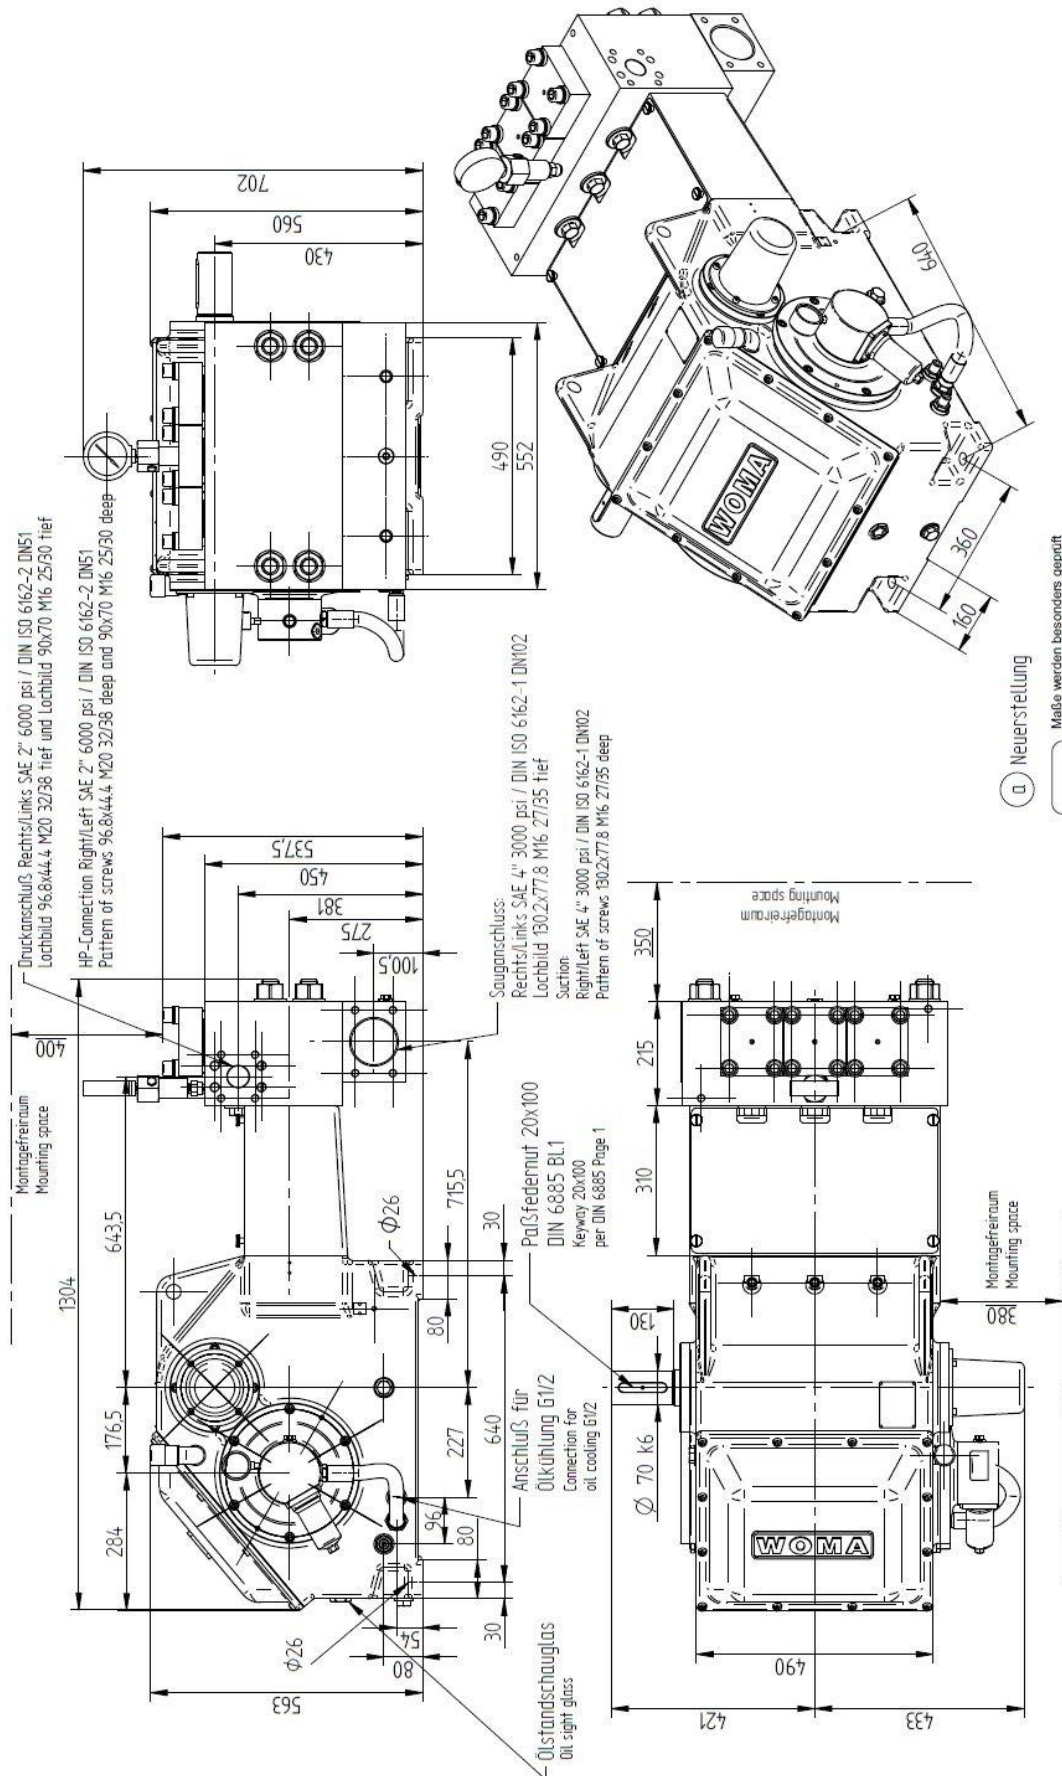 Druckanschluß Rechts/Links SAE 2" 6000 psi / DIN ISO 6162-2 DN51
Lochbild 96.8x44.4 M20 32/38 tief und Lochbild 90x70 M16 25/30 tief
HP-Connection Right/Left SAE 2" 6000 psi / DIN ISO 6162-2 DN51
Pattern of screws 96.8x44.4 M20 32/38 deep and 90x70 M16 25/30 deep
Montagefreiraum
Mounting space
400
1304
643,5
176,5
284
537,5
450
381
275
100,5
563
80
54
Ø26
Ø26
30
80
96
227
640
80
30
715,5
Ölstandschauglas
Oil sight glass
Anschluß für
Ölkühlung G1/2
Connection for
oil cooling G1/2
Sauganschluss:
Rechts/Links SAE 4" 3000 psi / DIN ISO 6162-1 DN102
Lochbild 130.2x77.8 M16 27/35 tief
Suction:
Right/Left SAE 4" 3000 psi / DIN ISO 6162-1 DN102
Pattern of screws 130.2x77.8 M16 27/35 deep
702
560
430
490
552
Paßfedernut 20x100
DIN 6885 BL.1
Keyway 20x100
per DIN 6885 Page 1
130
Ø 70 k6
310
215
350
Montagefreiraum
Mounting space
Montagefreiraum
Mounting space
380
490
421
433
WOMA
WOMA
640
360
160
a Neuerstellung
Maße werden besonders geprüft